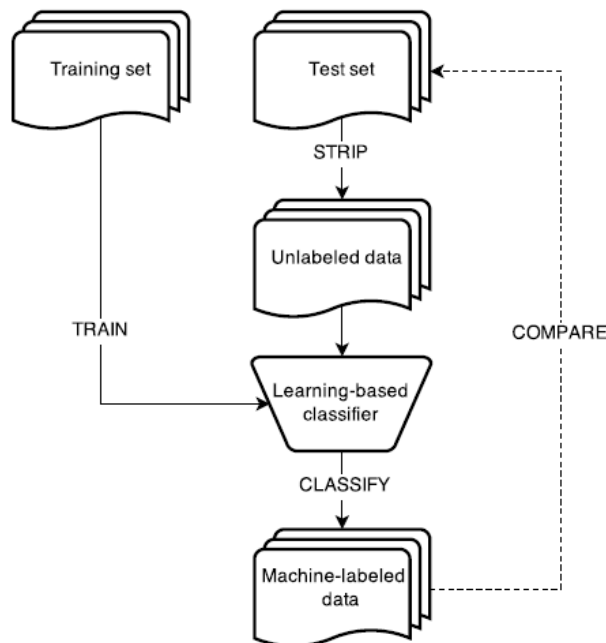 Training set
Test set
STRIP
Unlabeled data
TRAIN
COMPARE
Learning-based
classifier
CLASSIFY
Machine-labeled
data